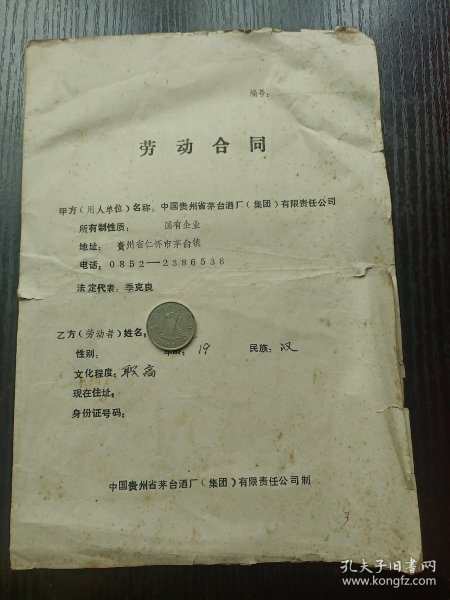 编号:
劳动合同
甲方(用人单位)名称:中国贵州省茅台酒厂(集团)有限责任公司
所有制性质: 国有企业
地址: 贵州省仁怀市茅台镇
电话:0852—2386538
法定代表:季克良
乙方(劳动者)姓名:
性别: 年龄: 19 民族: 汉
文化程度: 职高
现在住址:
身份证号码:
中国贵州省茅台酒厂(集团)有限责任公司制
3
孔夫子旧书网
www.kongfz.com